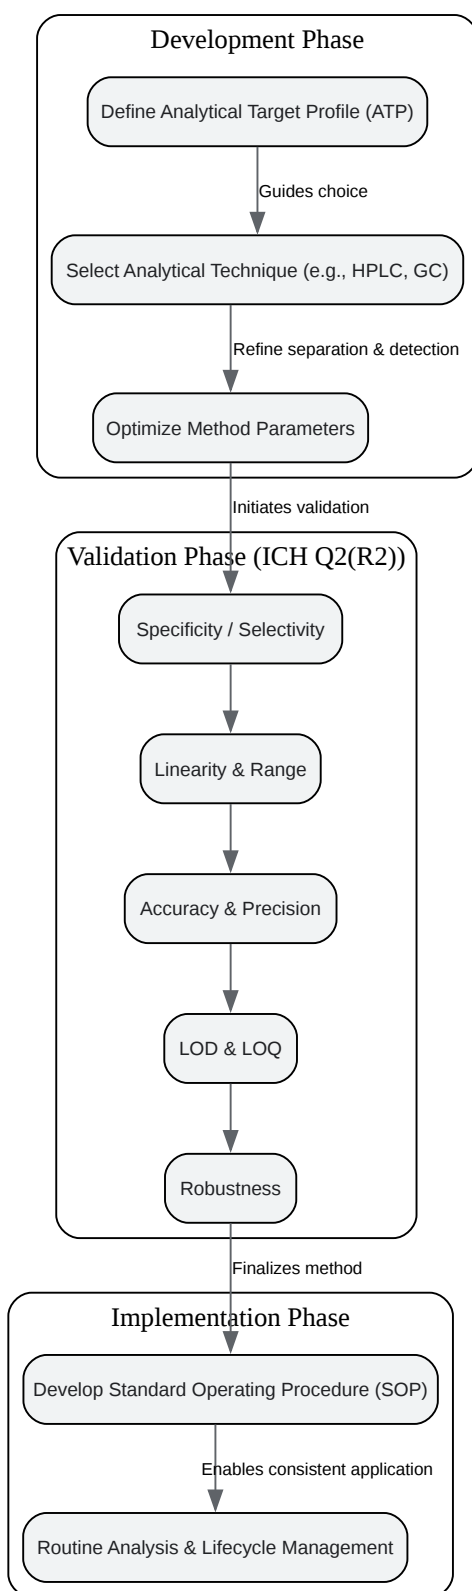 Development Phase
Define Analytical Target Profile (ATP)
Guides choice
Select Analytical Technique (e.g., HPLC, GC)
Refine separation & detection
Optimize Method Parameters
Initiates validation
Validation Phase (ICH Q2(R2))
Specificity / Selectivity
Linearity & Range
Accuracy & Precision
LOD & LOQ
Robustness
Finalizes method
Implementation Phase
Develop Standard Operating Procedure (SOP)
Enables consistent application
Routine Analysis & Lifecycle Management